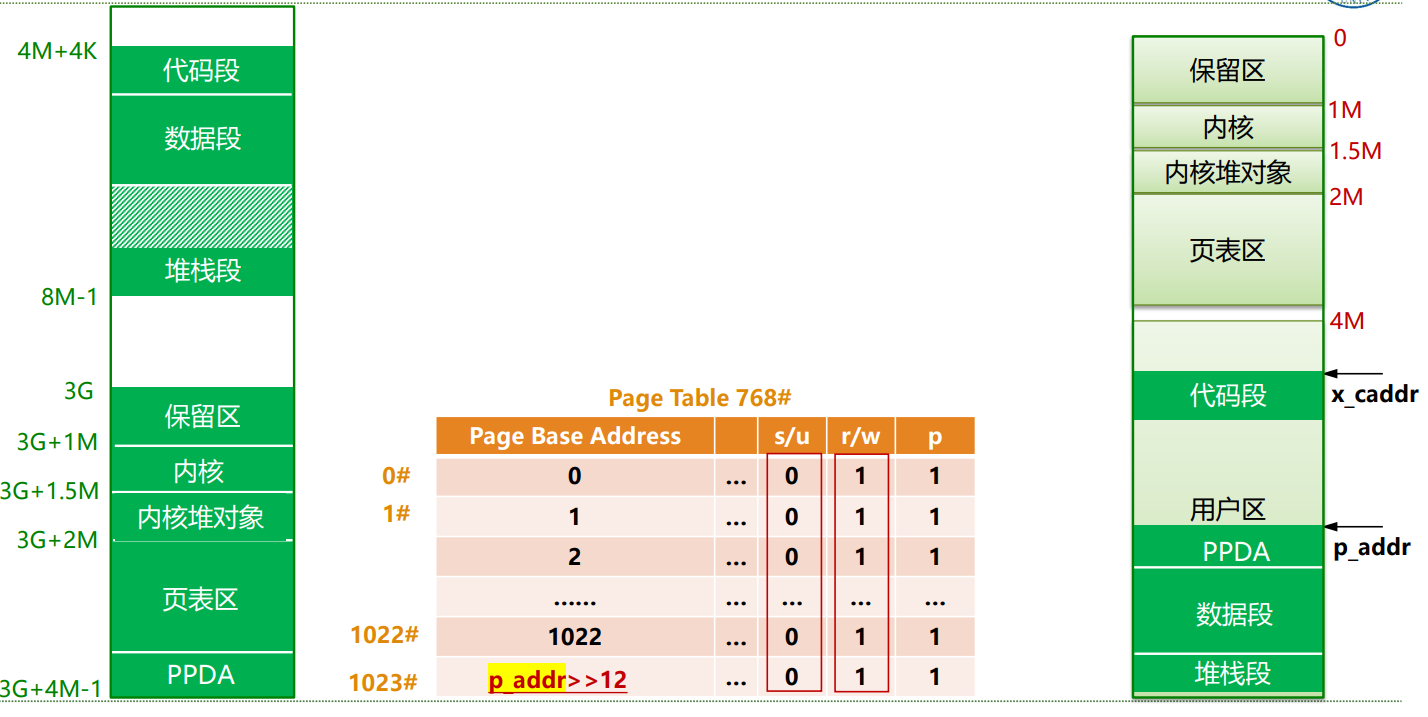 4M+4K
代码段
数据段
堆栈段
8M-1
3G
保留区
3G+1M
内核
3G+1.5M
内核堆对象
3G+2M
页表区
PPDA
3G+4M-1
Page Table 768#
Page Base Address s/u r/w p
0# 0 ... 0 1 1
1# 1 ... 0 1 1
2 ... 0 1 1
...... ... ... ... ...
1022# 1022 ... 0 1 1
1023# p_addr>>12 ... 0 1 1
0
保留区
1M
内核
1.5M
内核堆对象
2M
页表区
4M
代码段
x_caddr
用户区
p_addr
PPDA
数据段
堆栈段